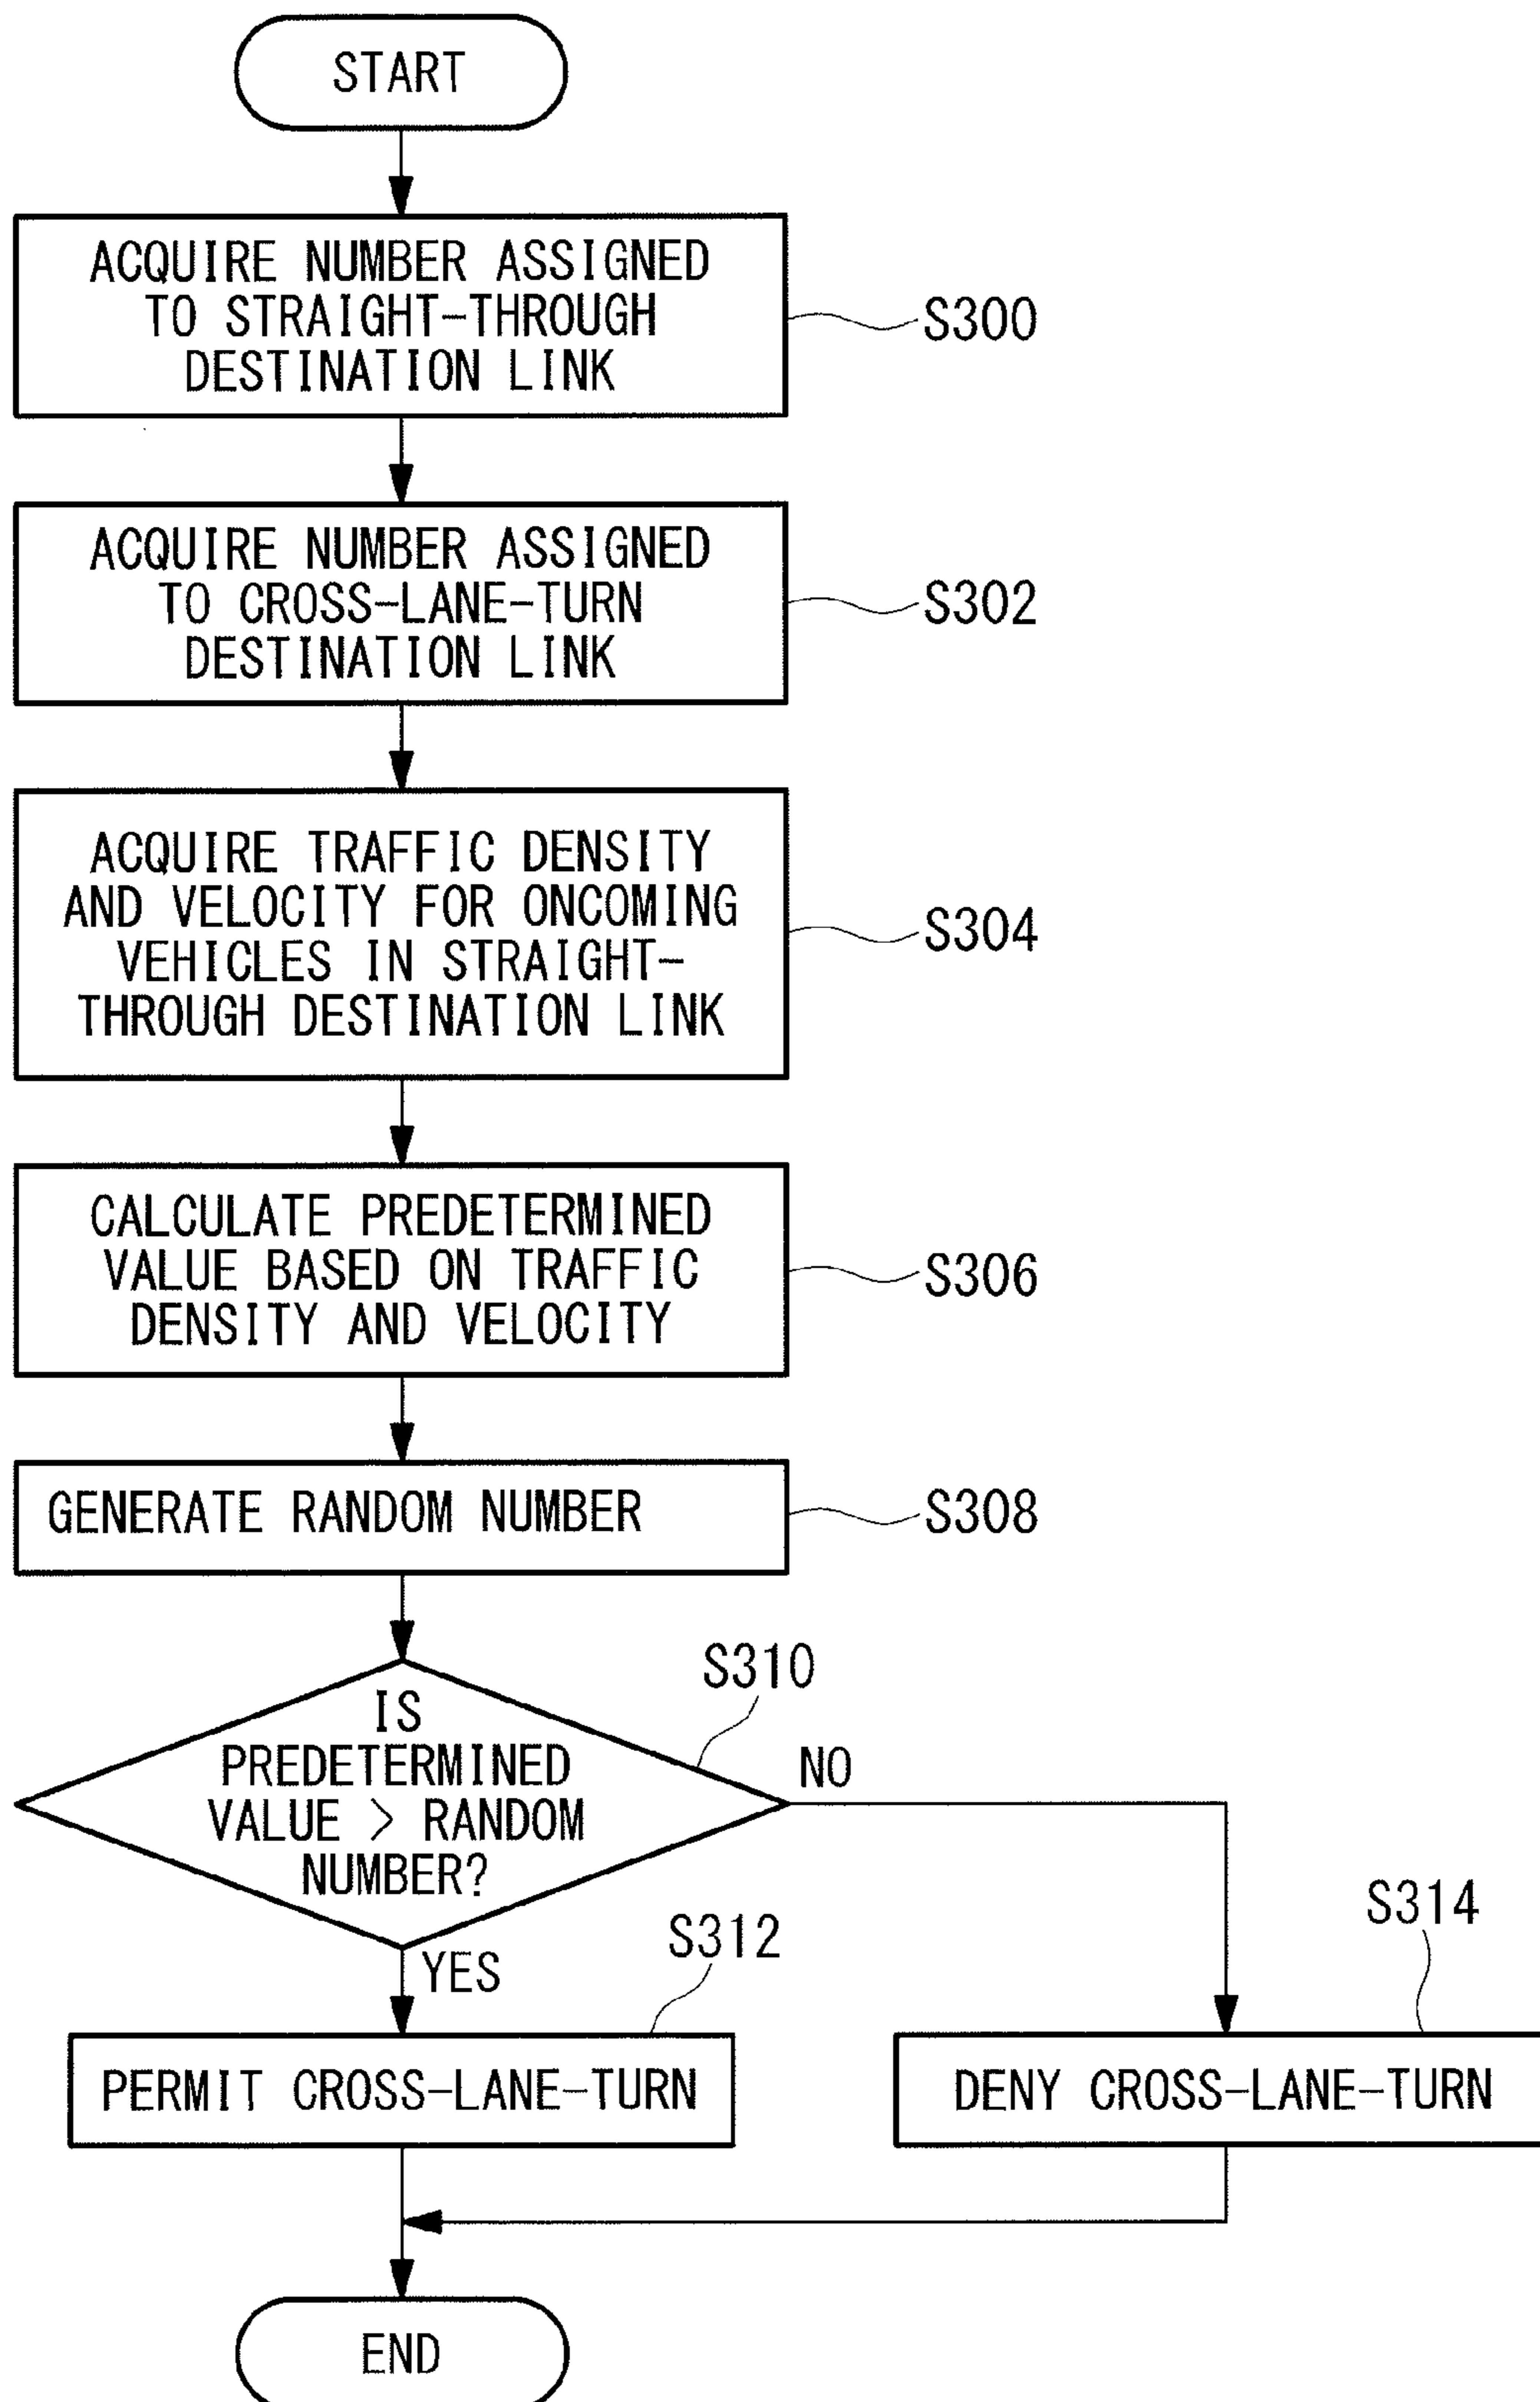 START
ACQUIRE NUMBER ASSIGNED
TO STRAIGHT-THROUGH
DESTINATION LINK
S300
ACQUIRE NUMBER ASSIGNED
TO CROSS-LANE-TURN
DESTINATION LINK
S302
ACQUIRE TRAFFIC DENSITY
AND VELOCITY FOR ONCOMING
VEHICLES IN STRAIGHT-
THROUGH DESTINATION LINK
S304
CALCULATE PREDETERMINED
VALUE BASED ON TRAFFIC
DENSITY AND VELOCITY
S306
GENERATE RANDOM NUMBER
S308
S310
IS
PREDETERMINED
VALUE > RANDOM
NUMBER?
NO
YES
S312
PERMIT CROSS-LANE-TURN
S314
DENY CROSS-LANE-TURN
END